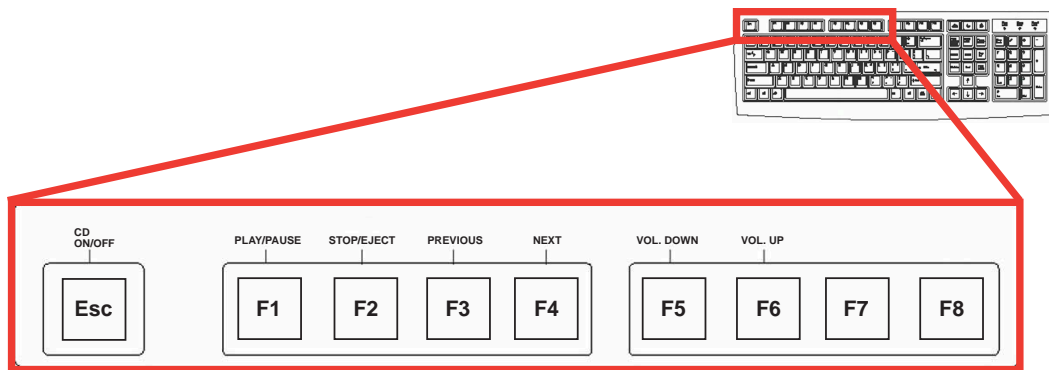 CD
ON/OFF
PLAY/PAUSE STOP/EJECT PREVIOUS NEXT VOL. DOWN VOL. UP
Esc F1 F2 F3 F4 F5 F6 F7 F8